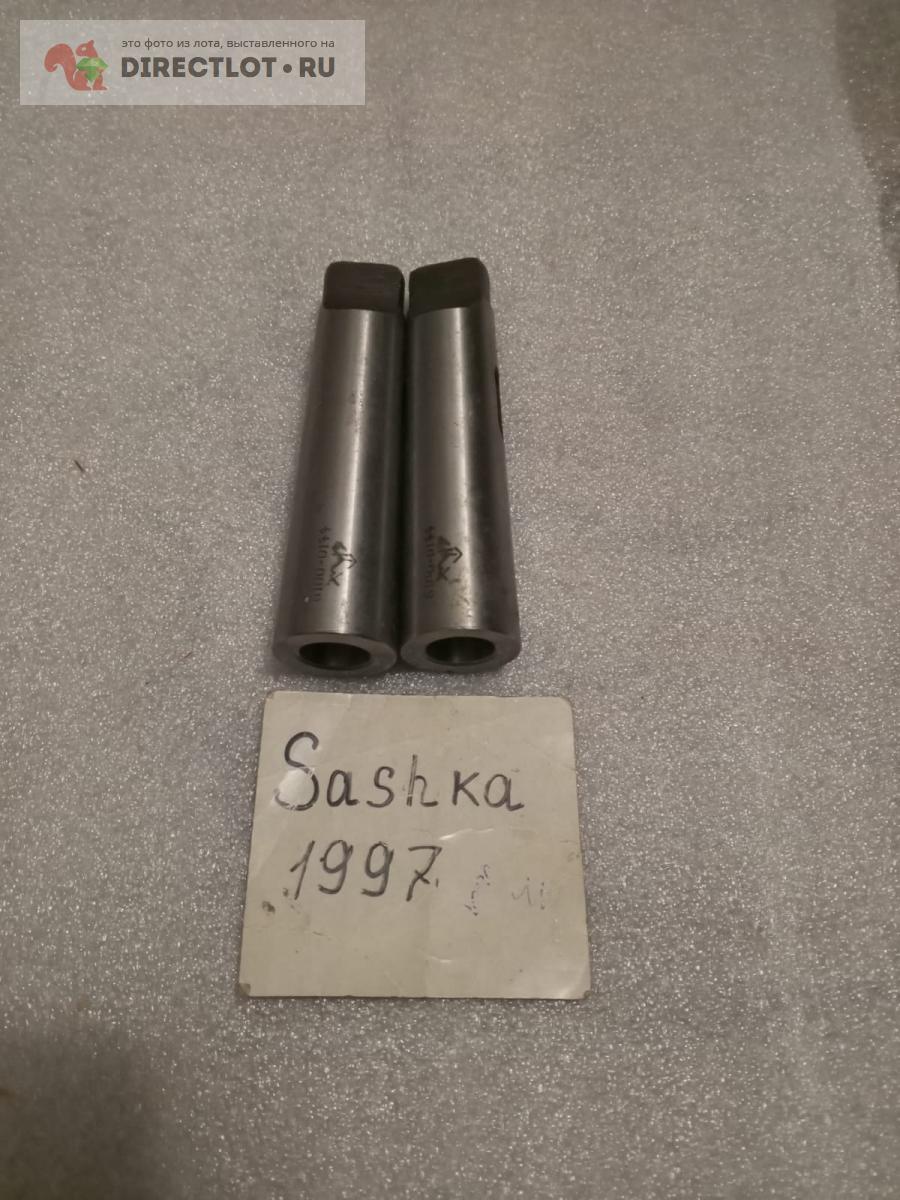 это фото из лота, выставленного на
DIRECTLOT•RU
Sashka
1997